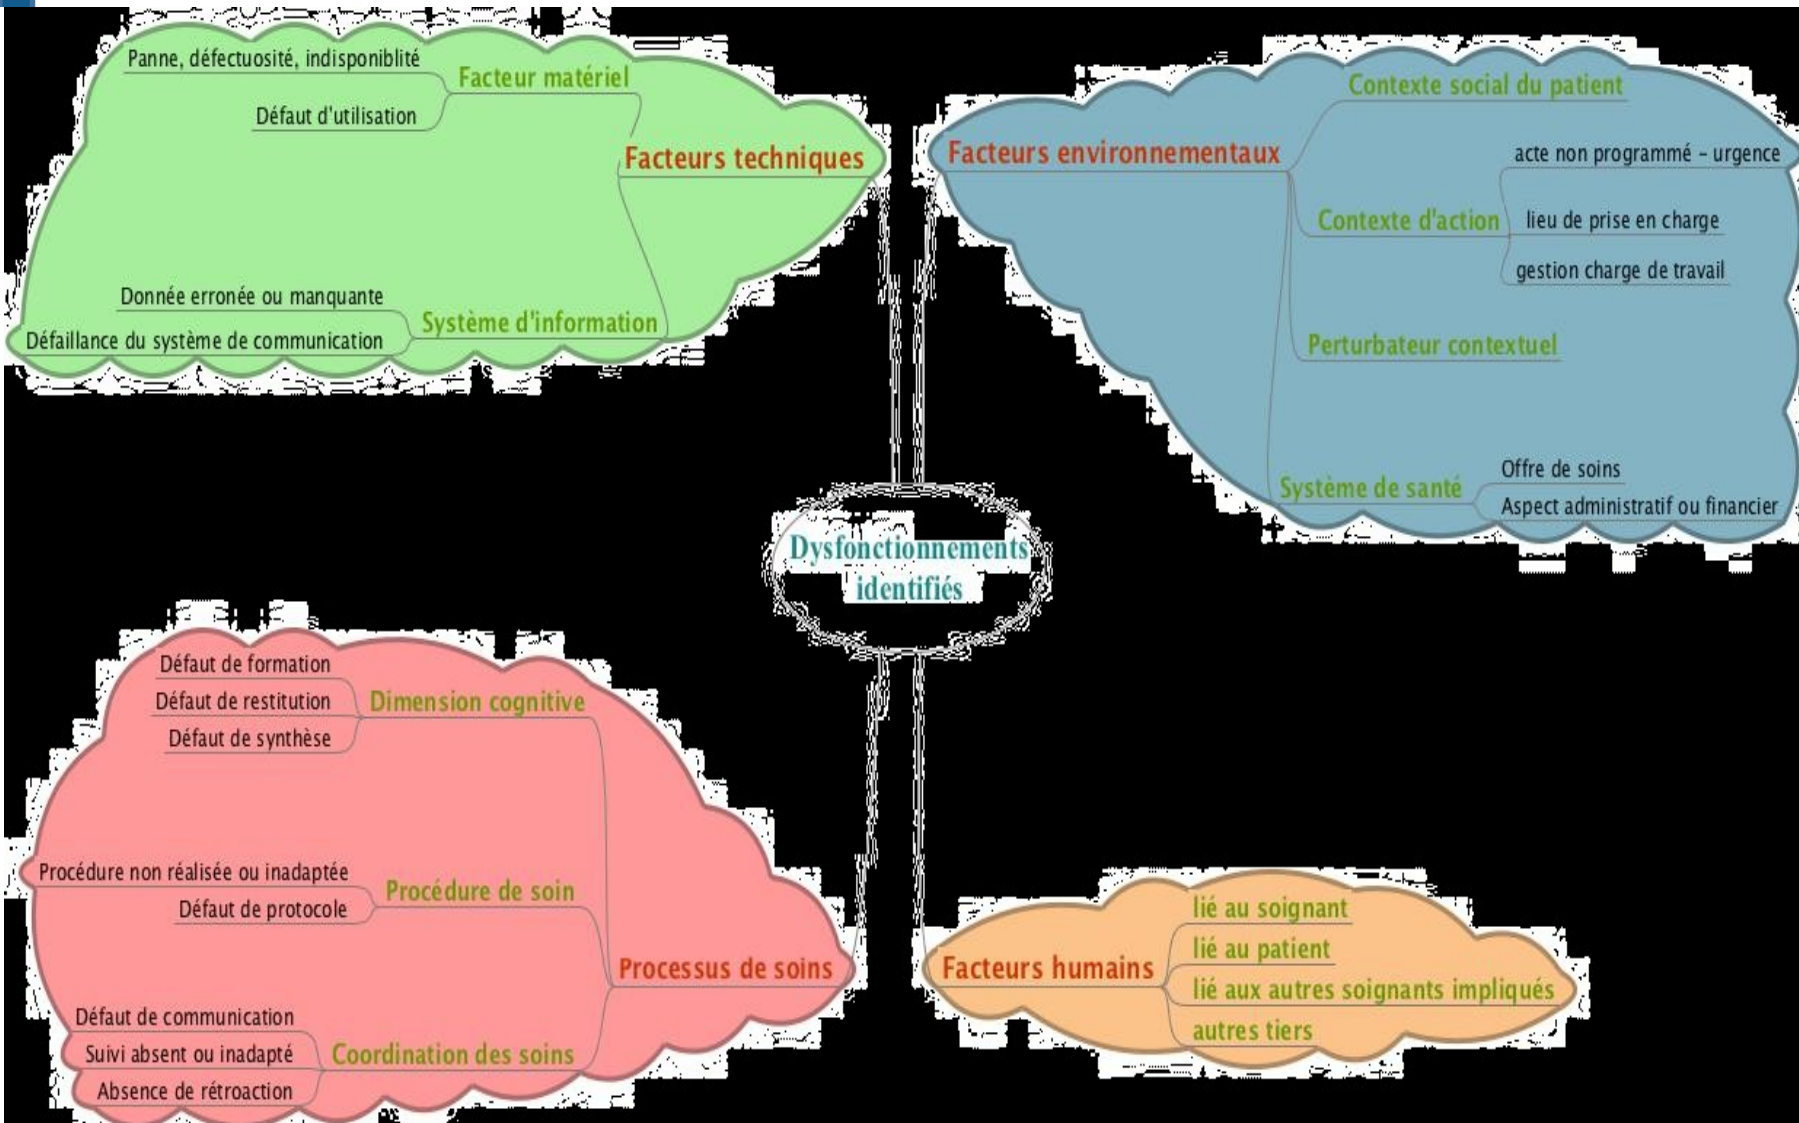 Panne, défectuosité, indisponiblité
Facteur matériel
Défaut d'utilisation
Facteurs techniques
Donnée erronée ou manquante
Système d'information
Défaillance du système de communication
Contexte social du patient
Facteurs environnementaux
acte non programmé – urgence
Contexte d'action
lieu de prise en charge
gestion charge de travail
Perturbateur contextuel
Offre de soins
Système de santé
Aspect administratif ou financier
Dysfonctionnements
identifiés
Défaut de formation
Dimension cognitive
Défaut de restitution
Défaut de synthèse
Procédure non réalisée ou inadaptée
Procédure de soin
Défaut de protocole
Processus de soins
Défaut de communication
Suivi absent ou inadapté
Coordination des soins
Absence de rétroaction
lié au soignant
lié au patient
Facteurs humains
lié aux autres soignants impliqués
autres tiers